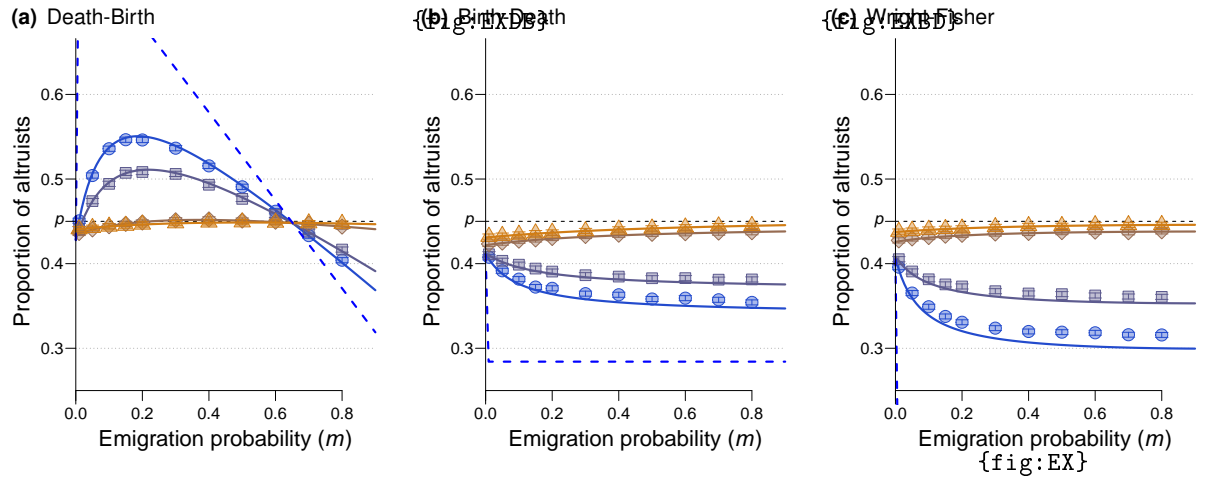 (a) Death-Birth
{fig:EXDB}
(b) Birth-Death
{fig:EXBD}
(c) Wright-Fisher
Proportion of altruists
0.6
0.5
p
0.4
0.3
0.0 0.2 0.4 0.6 0.8
Emigration probability (m)
Proportion of altruists
0.6
0.5
p
0.4
0.3
0.0 0.2 0.4 0.6 0.8
Emigration probability (m)
Proportion of altruists
0.6
0.5
p
0.4
0.3
0.0 0.2 0.4 0.6 0.8
Emigration probability (m)
{fig:EX}